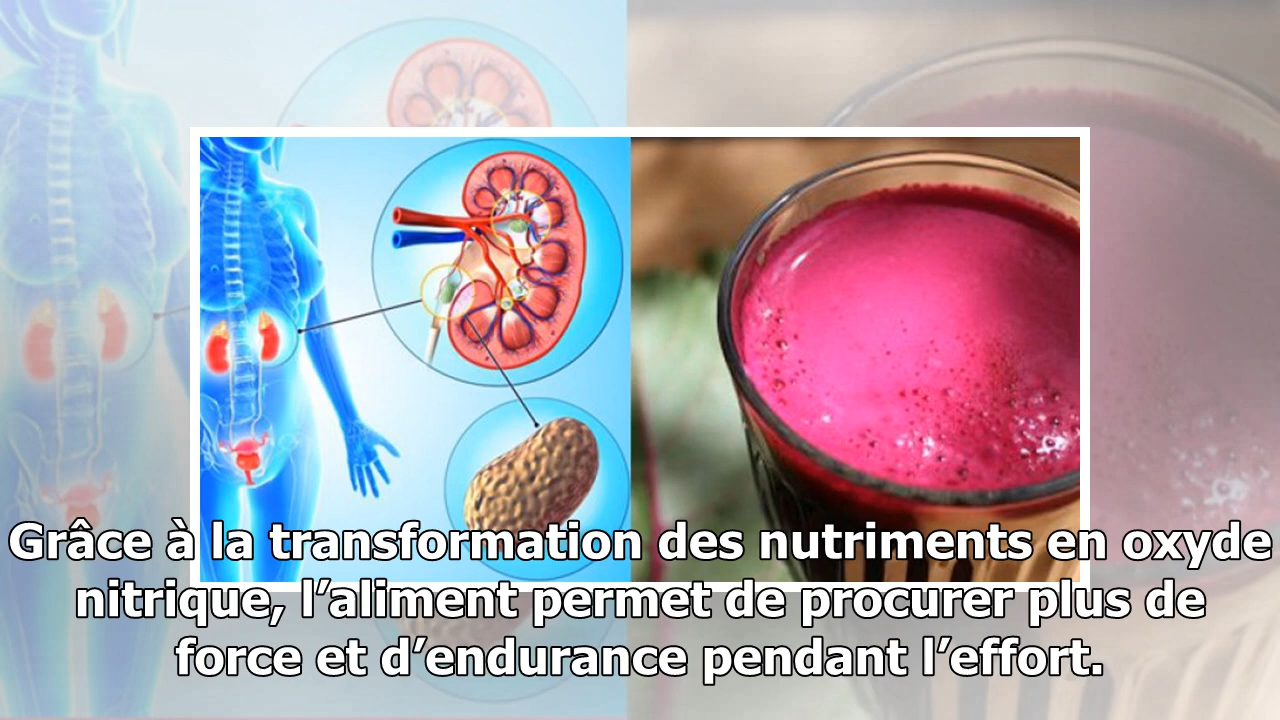 Grâce à la transformation des nutriments en oxyde
nitrique, l’aliment permet de procurer plus de
force et d’endurance pendant l’effort.